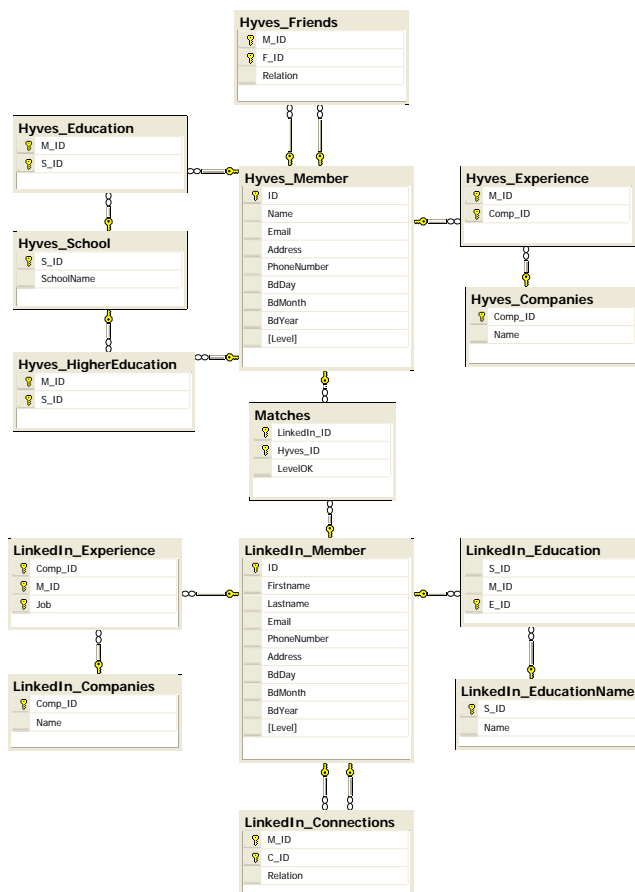 Hyves_Friends
M_ID
F_ID
Relation
Hyves_Education
M_ID
S_ID
Hyves_Member
ID
Name
Email
Address
PhoneNumber
BdDay
BdMonth
BdYear
[Level]
Hyves_Experience
M_ID
Comp_ID
Hyves_School
S_ID
SchoolName
Hyves_Companies
Comp_ID
Name
Hyves_HigherEducation
M_ID
S_ID
Matches
LinkedIn_ID
Hyves_ID
LevelOK
LinkedIn_Experience
Comp_ID
M_ID
Job
LinkedIn_Member
ID
Firstname
Lastname
Email
PhoneNumber
Address
BdDay
BdMonth
BdYear
[Level]
LinkedIn_Education
S_ID
M_ID
E_ID
LinkedIn_Companies
Comp_ID
Name
LinkedIn_EducationName
S_ID
Name
LinkedIn_Connections
M_ID
C_ID
Relation